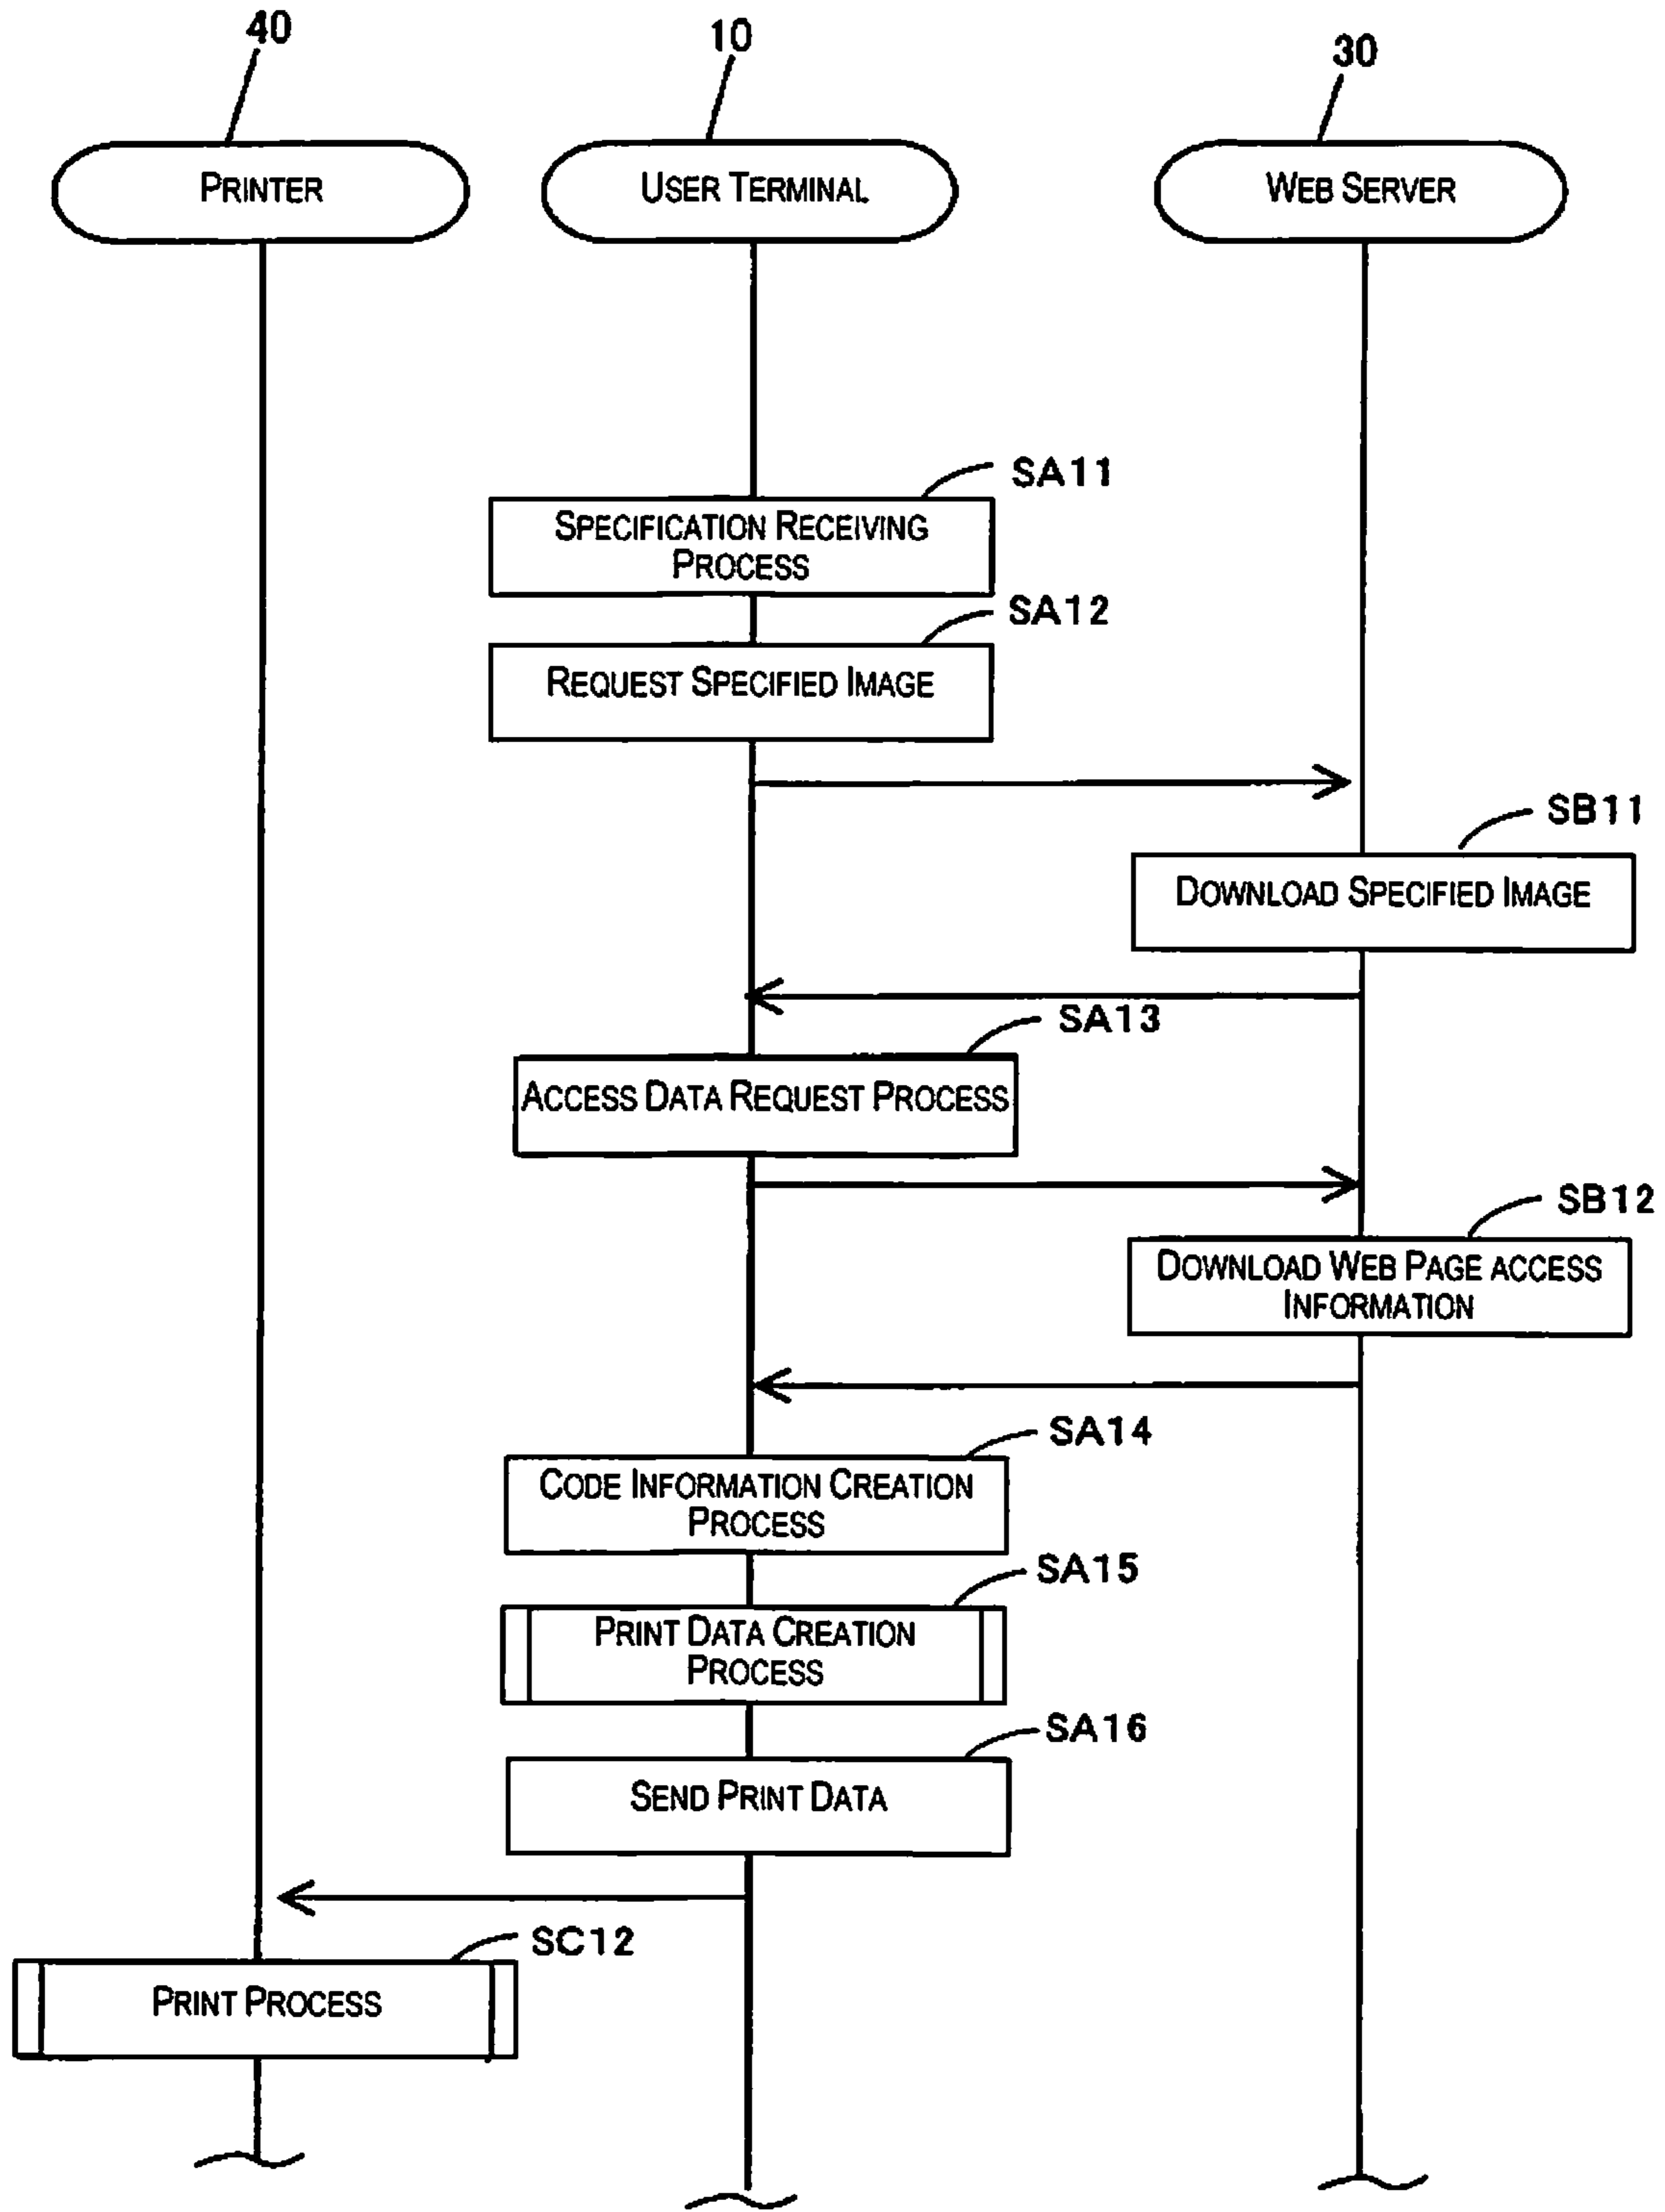 40
10
30
PRINTER
USER TERMINAL
WEB SERVER
SA11
SPECIFICATION RECEIVING
PROCESS
SA12
REQUEST SPECIFIED IMAGE
SB11
DOWNLOAD SPECIFIED IMAGE
SA13
ACCESS DATA REQUEST PROCESS
SB12
DOWNLOAD WEB PAGE ACCESS
INFORMATION
SA14
CODE INFORMATION CREATION
PROCESS
SA15
PRINT DATA CREATION
PROCESS
SA16
SEND PRINT DATA
SC12
PRINT PROCESS